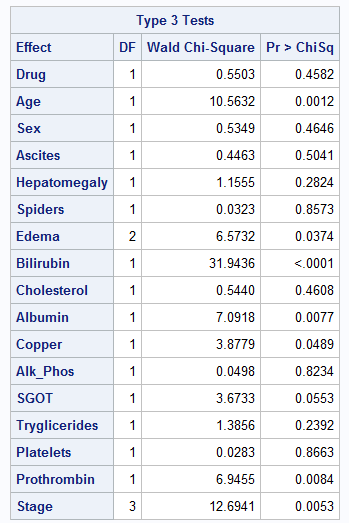 Type 3 Tests
Effect DF Wald Chi-Square Pr > ChiSq
Drug 1 0.5503 0.4582
Age 1 10.5632 0.0012
Sex 1 0.5349 0.4646
Ascites 1 0.4463 0.5041
Hepatomegaly 1 1.1555 0.2824
Spiders 1 0.0323 0.8573
Edema 2 6.5732 0.0374
Bilirubin 1 31.9436 <.0001
Cholesterol 1 0.5440 0.4608
Albumin 1 7.0918 0.0077
Copper 1 3.8779 0.0489
Alk_Phos 1 0.0498 0.8234
SGOT 1 3.6733 0.0553
Tryglicerides 1 1.3856 0.2392
Platelets 1 0.0283 0.8663
Prothrombin 1 6.9455 0.0084
Stage 3 12.6941 0.0053